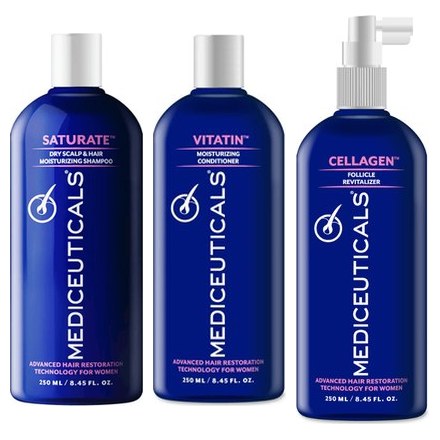 SATURATE™
DRY SCALP & HAIR
MOISTURIZING SHAMPOO
MEDICEUTICALS®
ADVANCED HAIR RESTORATION
TECHNOLOGY FOR WOMEN
250 ML / 8.45 FL. OZ.
VITATIN™
MOISTURIZING
CONDITIONER
MEDICEUTICALS®
ADVANCED HAIR RESTORATION
TECHNOLOGY FOR WOMEN
250 ML / 8.45 FL. OZ.
CELLAGEN™
FOLLICLE
REVITALIZER
MEDICEUTICALS®
ADVANCED HAIR RESTORATION
TECHNOLOGY FOR WOMEN
250 ML / 8.45 FL. OZ.